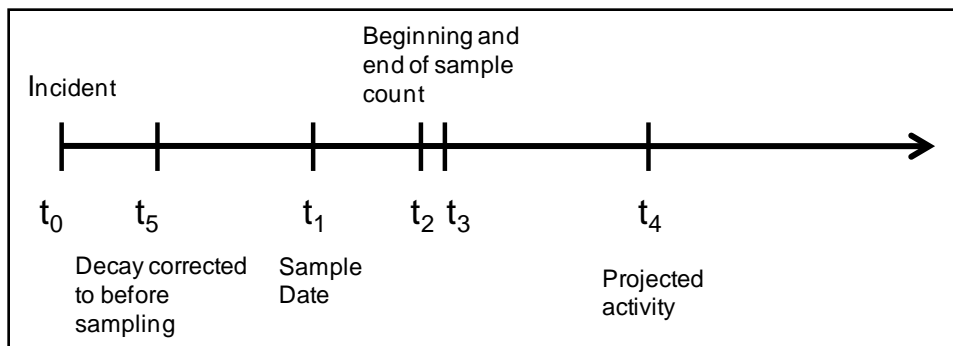 Beginning and
end of sample
count
Incident
t₀ t₅ t₁ t₂ t₃ t₄
Decay corrected
to before
sampling
Sample
Date
Projected
activity